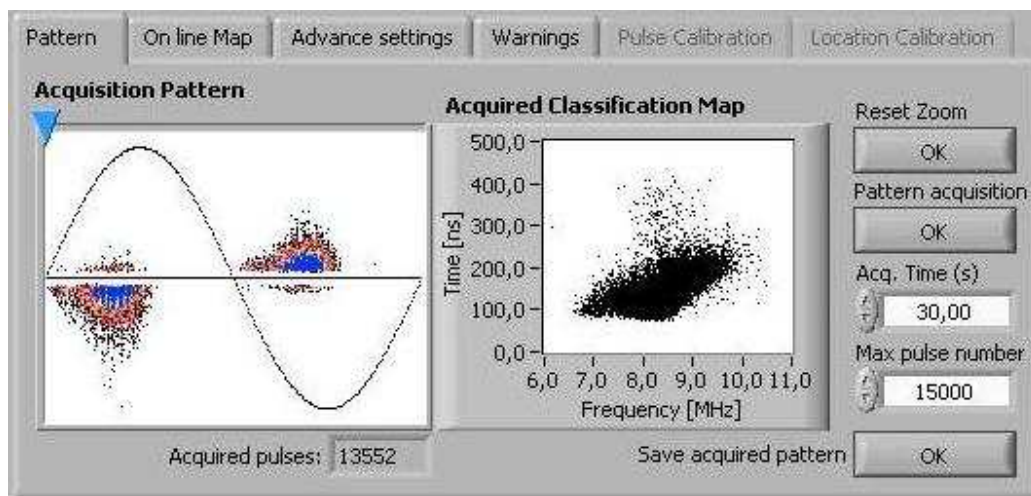 Pattern
On line Map
Advance settings
Warnings
Pulse Calibration
Location Calibration
Acquisition Pattern
Acquired Classification Map
Time [ns]
500,0
400,0
300,0
200,0
100,0
0,0
6,0 7,0 8,0 9,0 10,0 11,0
Frequency [MHz]
Acquired pulses: 13552
Reset Zoom
OK
Pattern acquisition
OK
Acq. Time (s)
30,00
Max pulse number
15000
Save acquired pattern OK